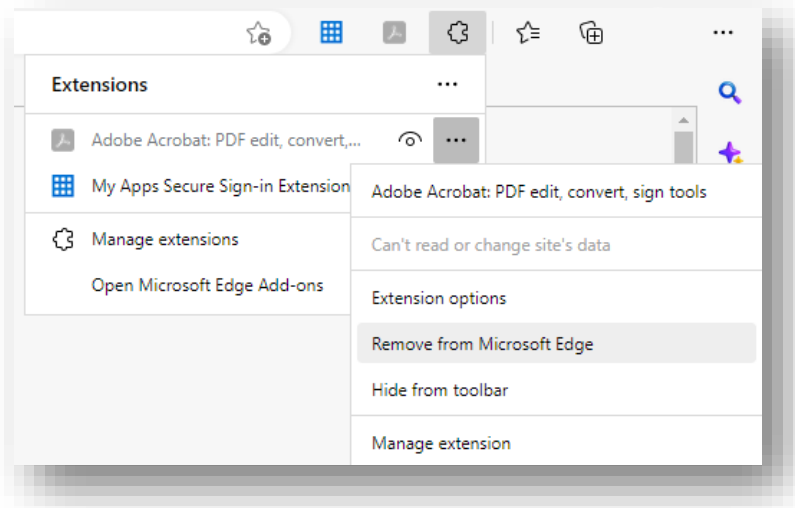 Extensions
Adobe Acrobat: PDF edit, convert,...
My Apps Secure Sign-in Extension
Manage extensions
Open Microsoft Edge Add-ons
Adobe Acrobat: PDF edit, convert, sign tools
Can't read or change site's data
Extension options
Remove from Microsoft Edge
Hide from toolbar
Manage extension